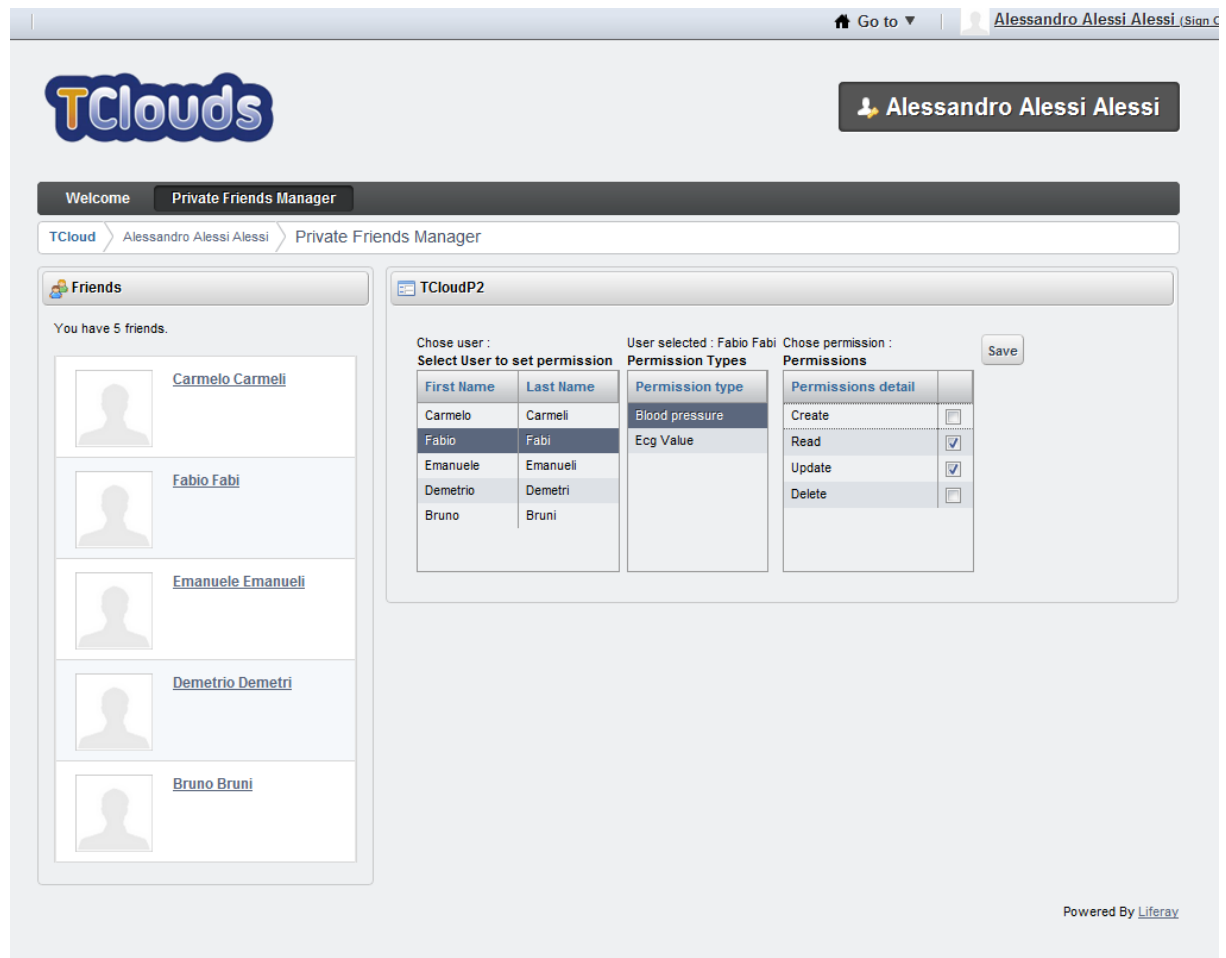 Go to ▼
Alessandro Alessi Alessi (Sign
TClouds
Alessandro Alessi Alessi
Welcome
Private Friends Manager
TCloud
Alessandro Alessi Alessi
Private Friends Manager
Friends
You have 5 friends.
Carmelo Carmeli
Fabio Fabi
Emanuele Emanueli
Demetrio Demetri
Bruno Bruni
TCloudP2
Chose user :
Select User to set permission
First Name Last Name
Carmelo Carmeli
Fabio Fabi
Emanuele Emanueli
Demetrio Demetri
Bruno Bruni
User selected : Fabio Fabi
Permission Types
Permission type
Blood pressure
Ecg Value
Chose permission :
Permissions
Permissions detail
Create
Read
Update
Delete
Save
Powered By Liferay